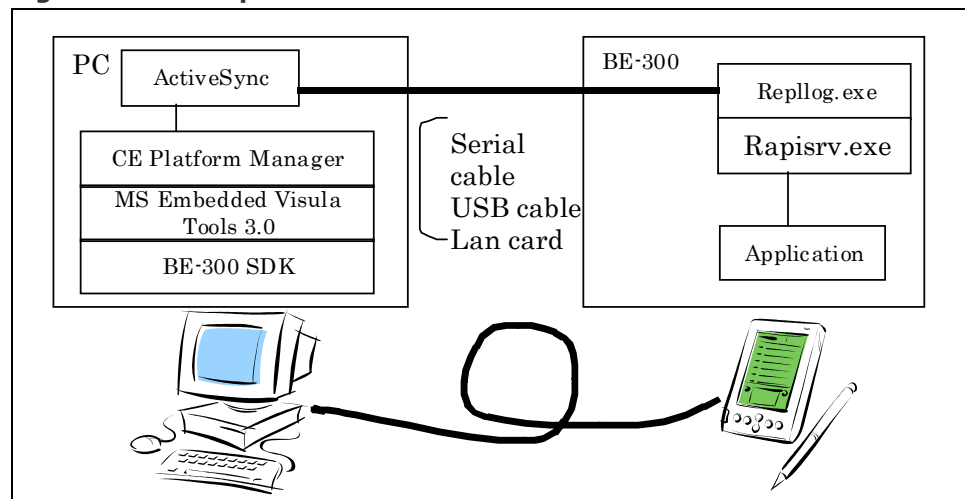 PC
ActiveSync
CE Platform Manager
MS Embedded Visula
Tools 3.0
BE-300 SDK
Serial
cable
USB cable
Lan card
BE-300
Repllog.exe
Rapisrv.exe
Application